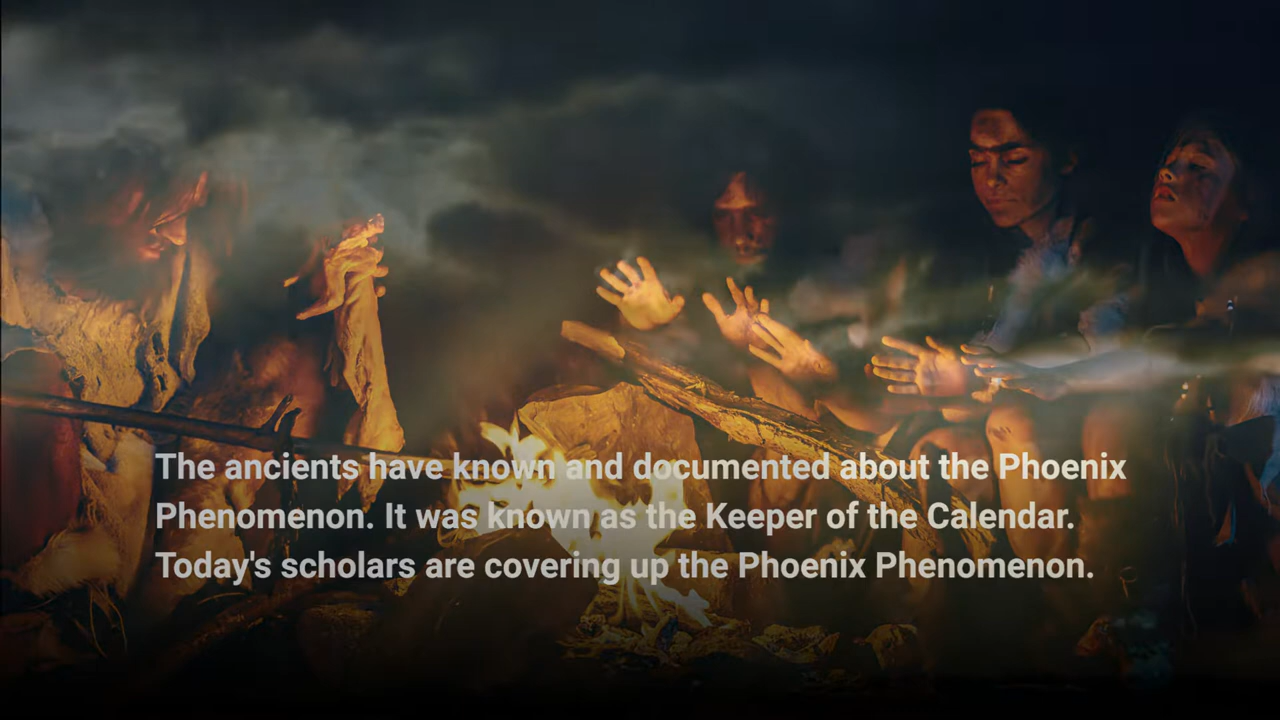 The ancients have known and documented about the Phoenix
Phenomenon. It was known as the Keeper of the Calendar.
Today's scholars are covering up the Phoenix Phenomenon.